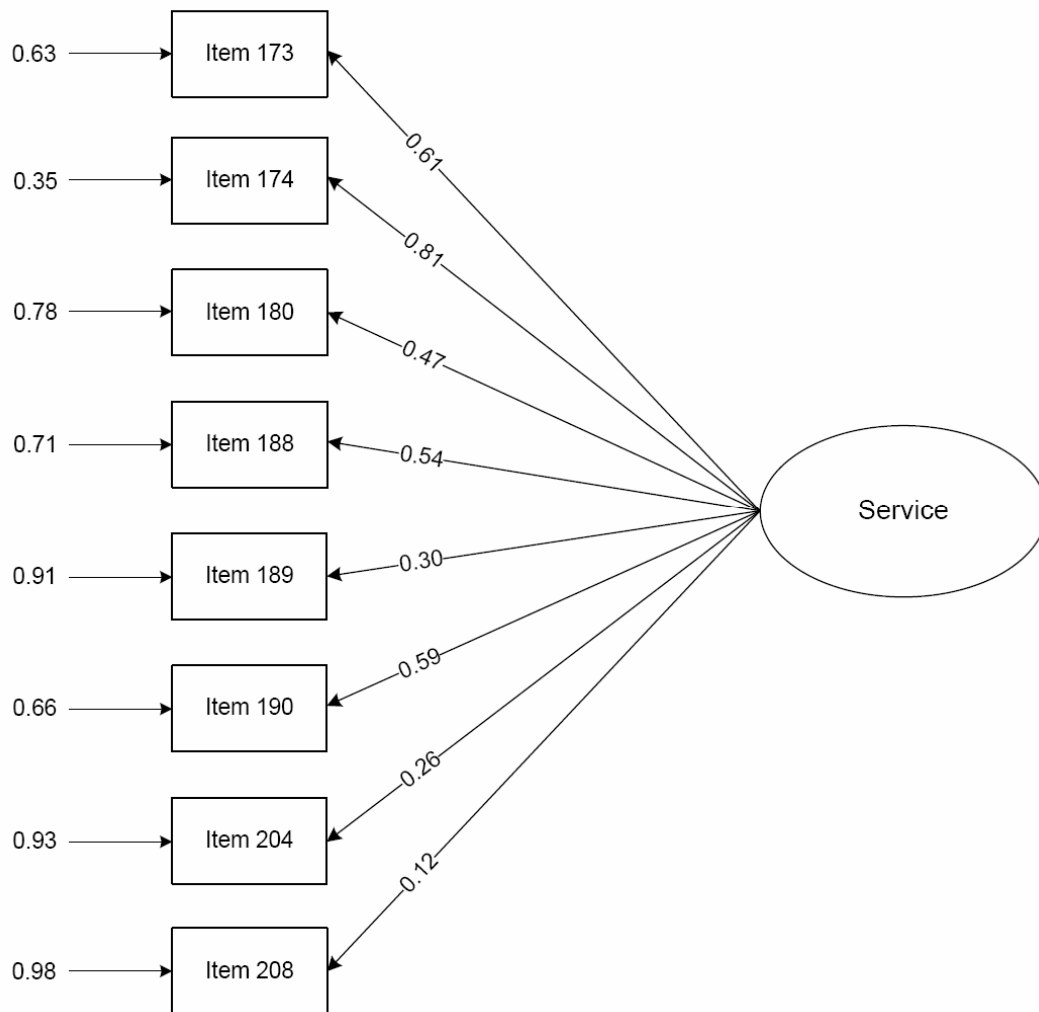 0.63 Item 173
0.61
0.35 Item 174
0.81
0.78 Item 180
0.47
0.71 Item 188
0.54
Service
0.91 Item 189
0.30
0.66 Item 190
0.59
0.93 Item 204
0.26
0.98 Item 208
0.12